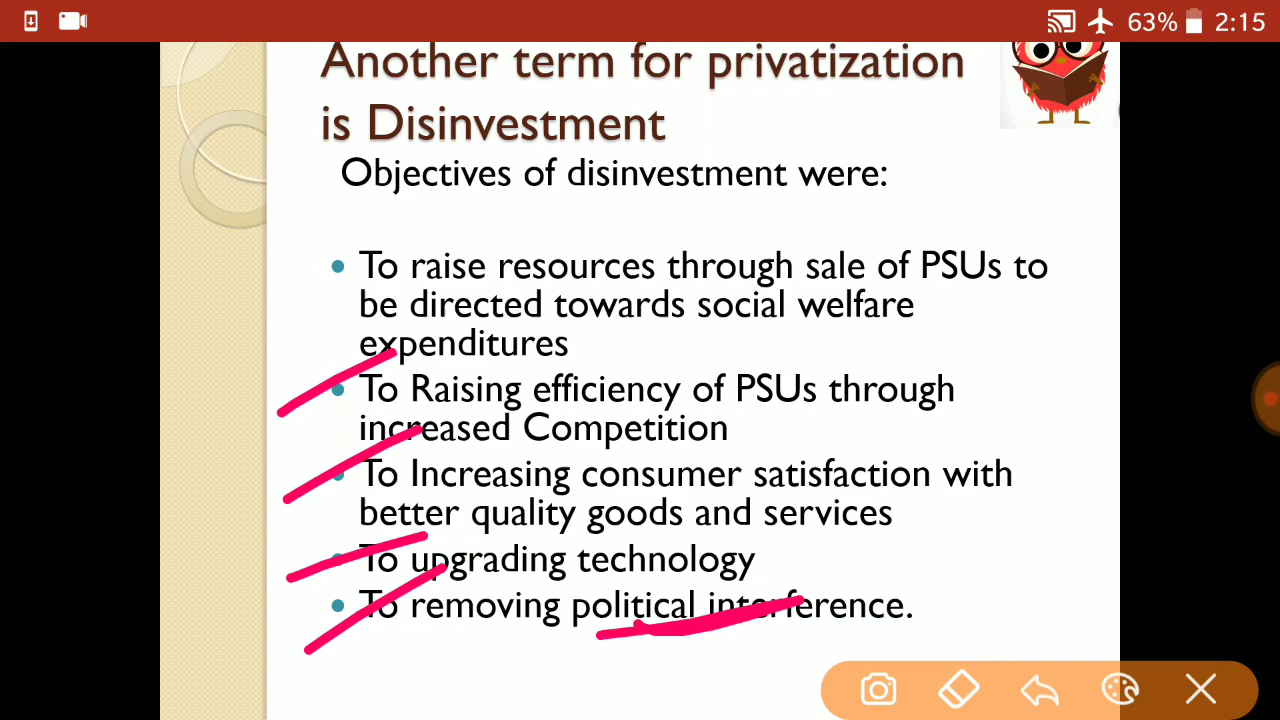 63% 2:15
Another term for privatization
is Disinvestment
Objectives of disinvestment were:
• To raise resources through sale of PSUs to
be directed towards social welfare
expenditures
• To Raising efficiency of PSUs through
increased Competition
• To Increasing consumer satisfaction with
better quality goods and services
• To upgrading technology
• To removing political interference.